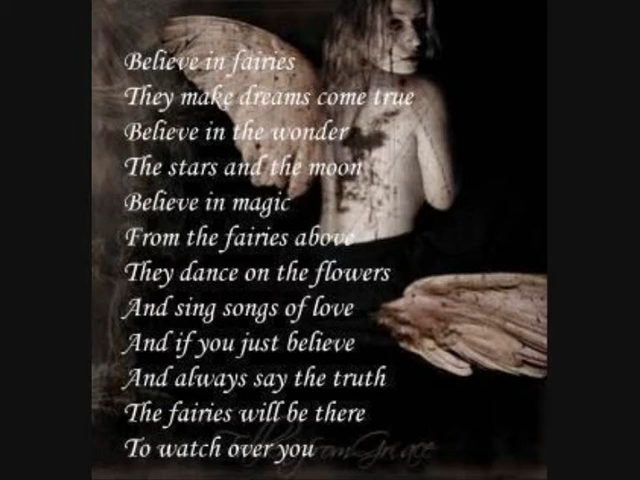 Believe in fairies
They make dreams come true
Believe in the wonder
The stars and the moon
Believe in magic
From the fairies above
They dance on the flowers
And sing songs of love
And if you just believe
And always say the truth
The fairies will be there
To watch over you
from Grace